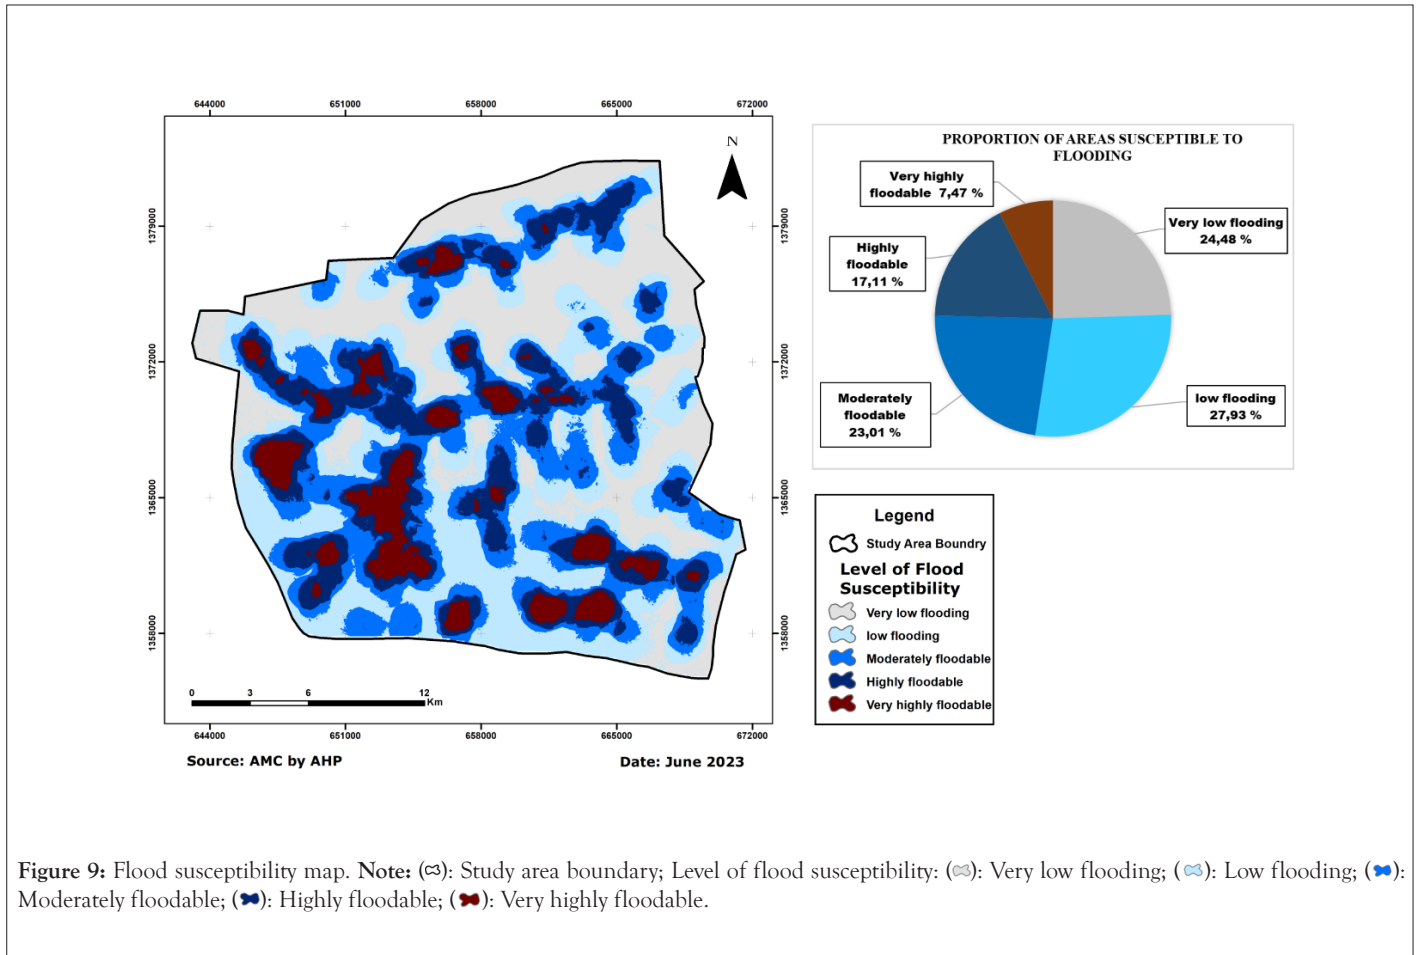 644000
651000
658000
665000
672000
N
1379000
1379000
1372000
1372000
1365000
1365000
1358000
1358000
0
3
6
12
Km
644000
651000
658000
665000
672000
Source: AMC by AHP
Date: June 2023
PROPORTION OF AREAS SUSCEPTIBLE TO
FLOODING
Very highly
floodable 7,47 %
Very low flooding
24,48 %
Highly
floodable
17,11 %
Moderately
floodable
23,01 %
low flooding
27,93 %
Legend
Study Area Boundry
Level of Flood
Susceptibility
Very low flooding
low flooding
Moderately floodable
Highly floodable
Very highly floodable
Figure 9: Flood susceptibility map. Note: (): Study area boundary; Level of flood susceptibility: (): Very low flooding; (): Low flooding; ():
Moderately floodable; (): Highly floodable; (): Very highly floodable.